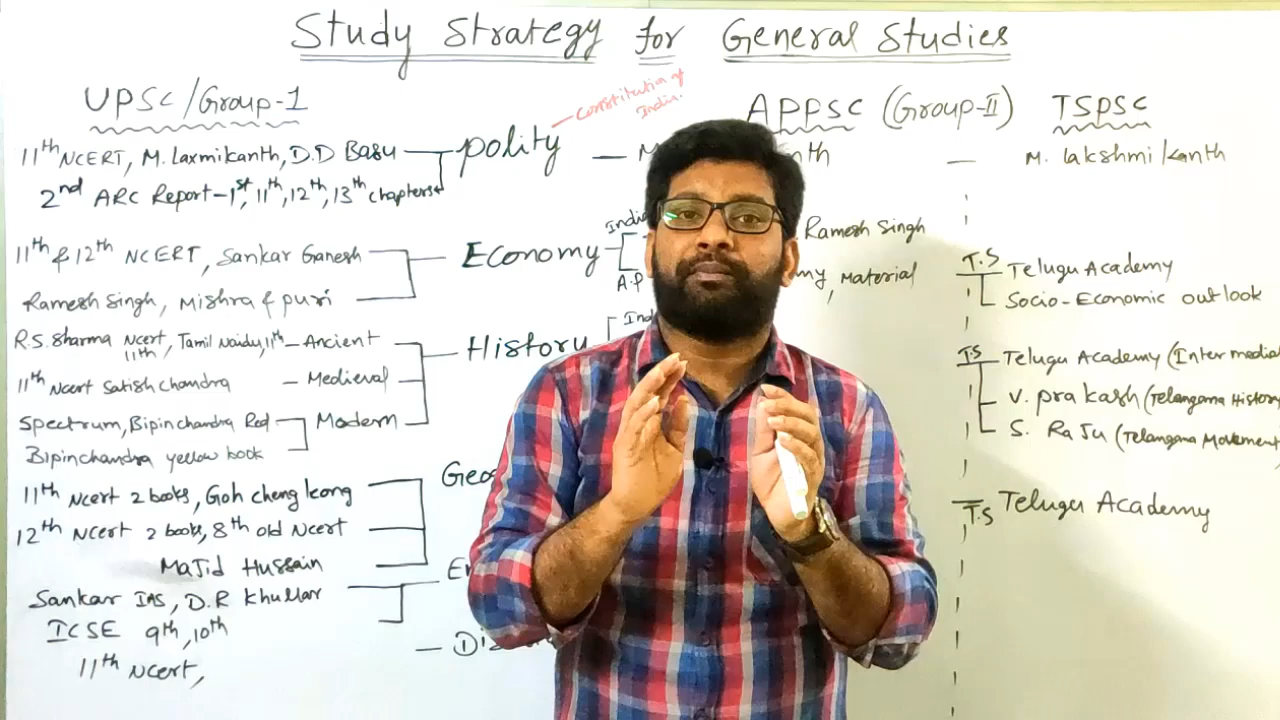 Study Strategy for General Studies
UPSC/Group-1
11th NCERT, M. Laxmikanth, D.D Basu
2nd ARC Report - 1st, 11th, 12th, 13th chapters
11th & 12th NCERT, Sankar Ganesh
Ramesh Singh, Mishra & puri
R.S. Sharma Ncert 11th, Tamil Naidu, 11th - Ancient
11th Ncert Satish Chandra - Medieval
Spectrum, Bipinchandra Red Modern
Bipinchandra yellow book
11th Ncert 2 books, Goh cheng leong
12th Ncert 2 books, 8th old Ncert
Majid Hussain
Sankar IAS, D.R Khullar
ICSE 9th, 10th
11th Ncert,
polity - Constitution of India.
Economy
History
APPSC (Group-II)
Ramesh Singh
Material
TSPSC
M. lakshmi kanth
T.S Telugu Academy
Socio-Economic outlook
T.S Telugu Academy
V. prakash (Telangana History
S. Raju (Telangana Movement
T.S Telugu Academy